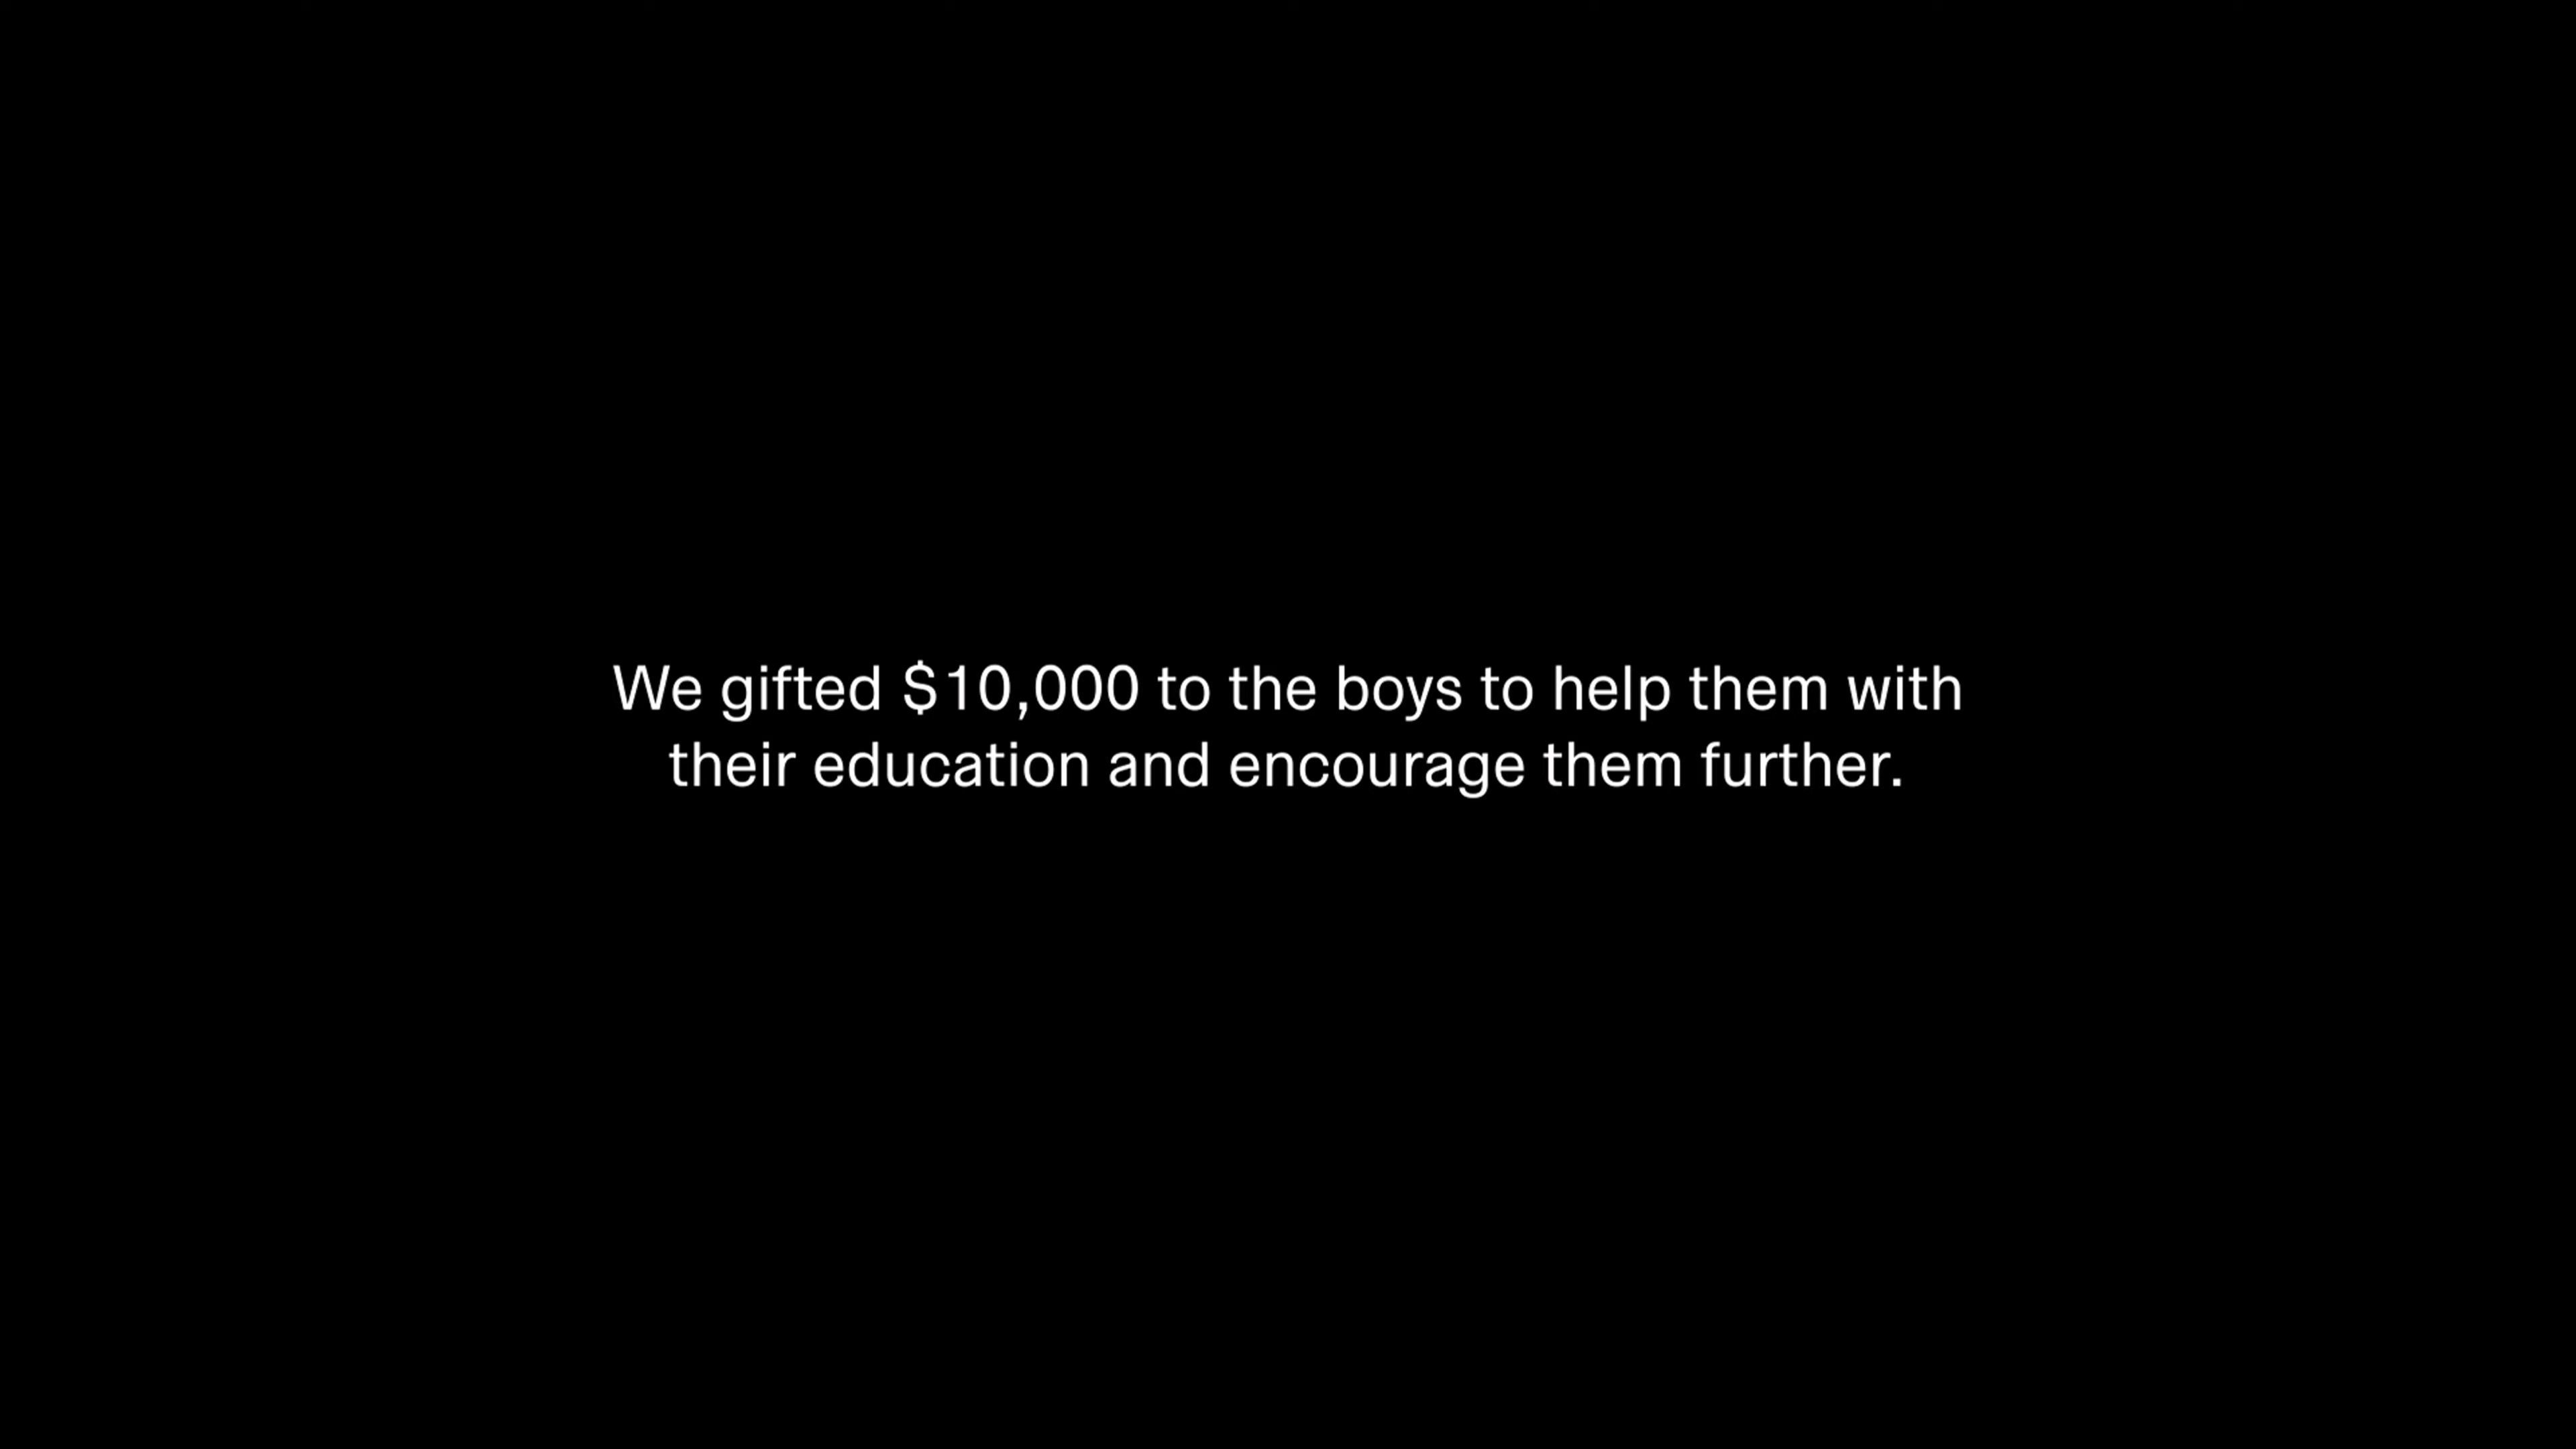 We gifted $10,000 to the boys to help them with
their education and encourage them further.